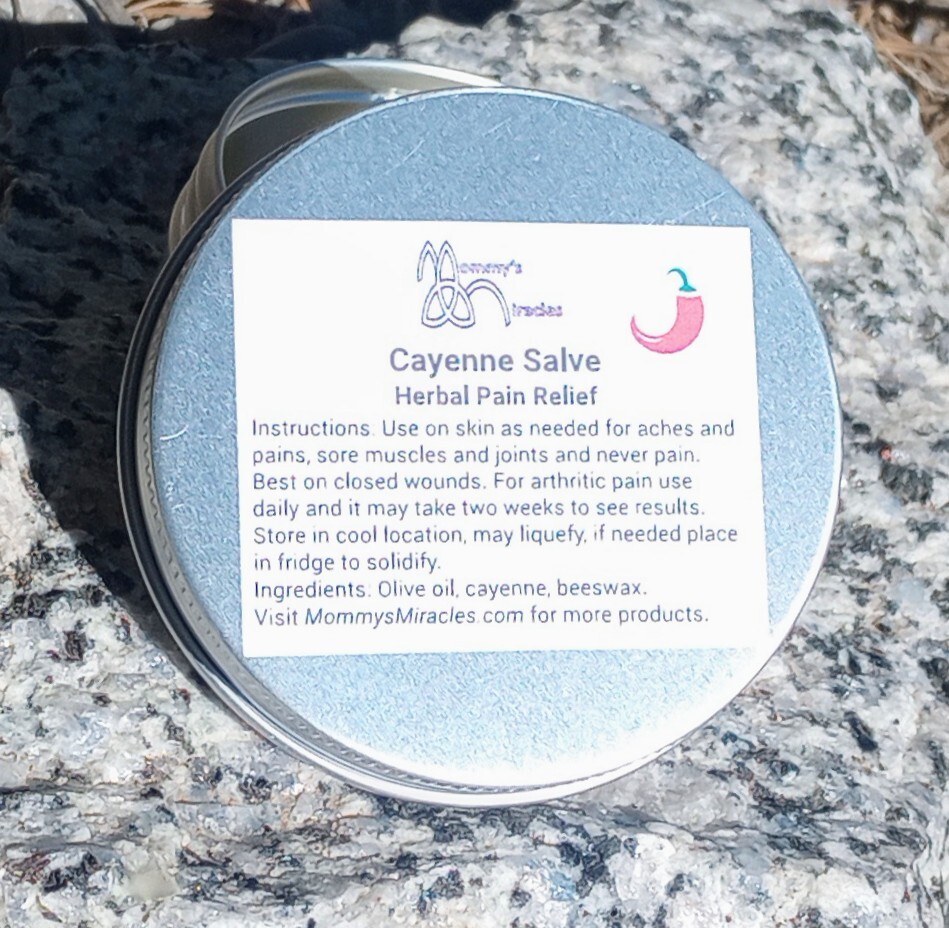 Mommy's
Miracles
Cayenne Salve
Herbal Pain Relief
Instructions: Use on skin as needed for aches and
pains, sore muscles and joints and never pain.
Best on closed wounds. For arthritic pain use
daily and it may take two weeks to see results.
Store in cool location, may liquefy, if needed place
in fridge to solidify.
Ingredients: Olive oil, cayenne, beeswax.
Visit MommysMiracles.com for more products.